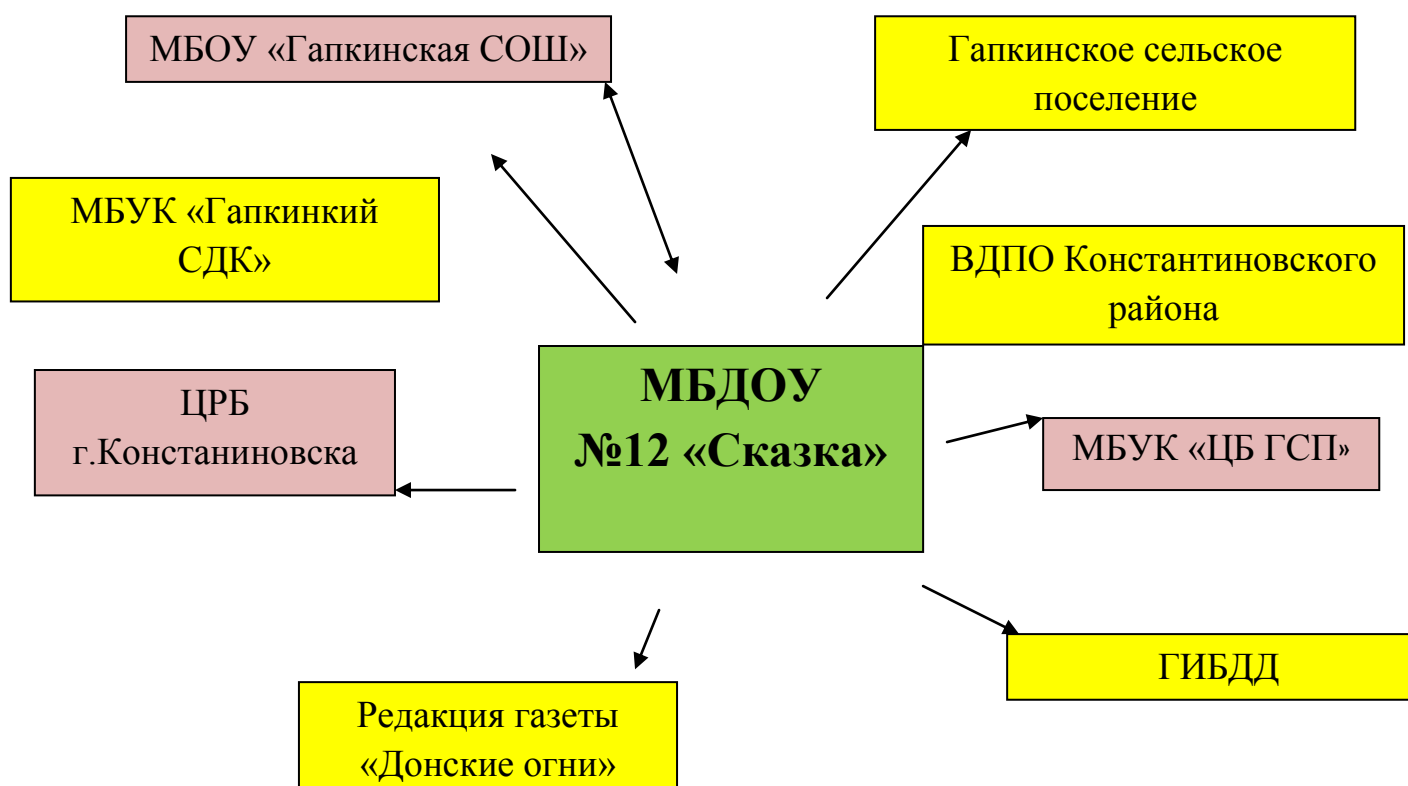 МБОУ «Гапкинская СОШ»
Гапкинское сельское
поселение
МБУК «Гапкинкий
СДК»
ВДПО Константиновского
района
МБДОУ
№12 «Сказка»
ЦРБ
г.Констаниновска
МБУК «ЦБ ГСП»
ГИБДД
Редакция газеты
«Донские огни»